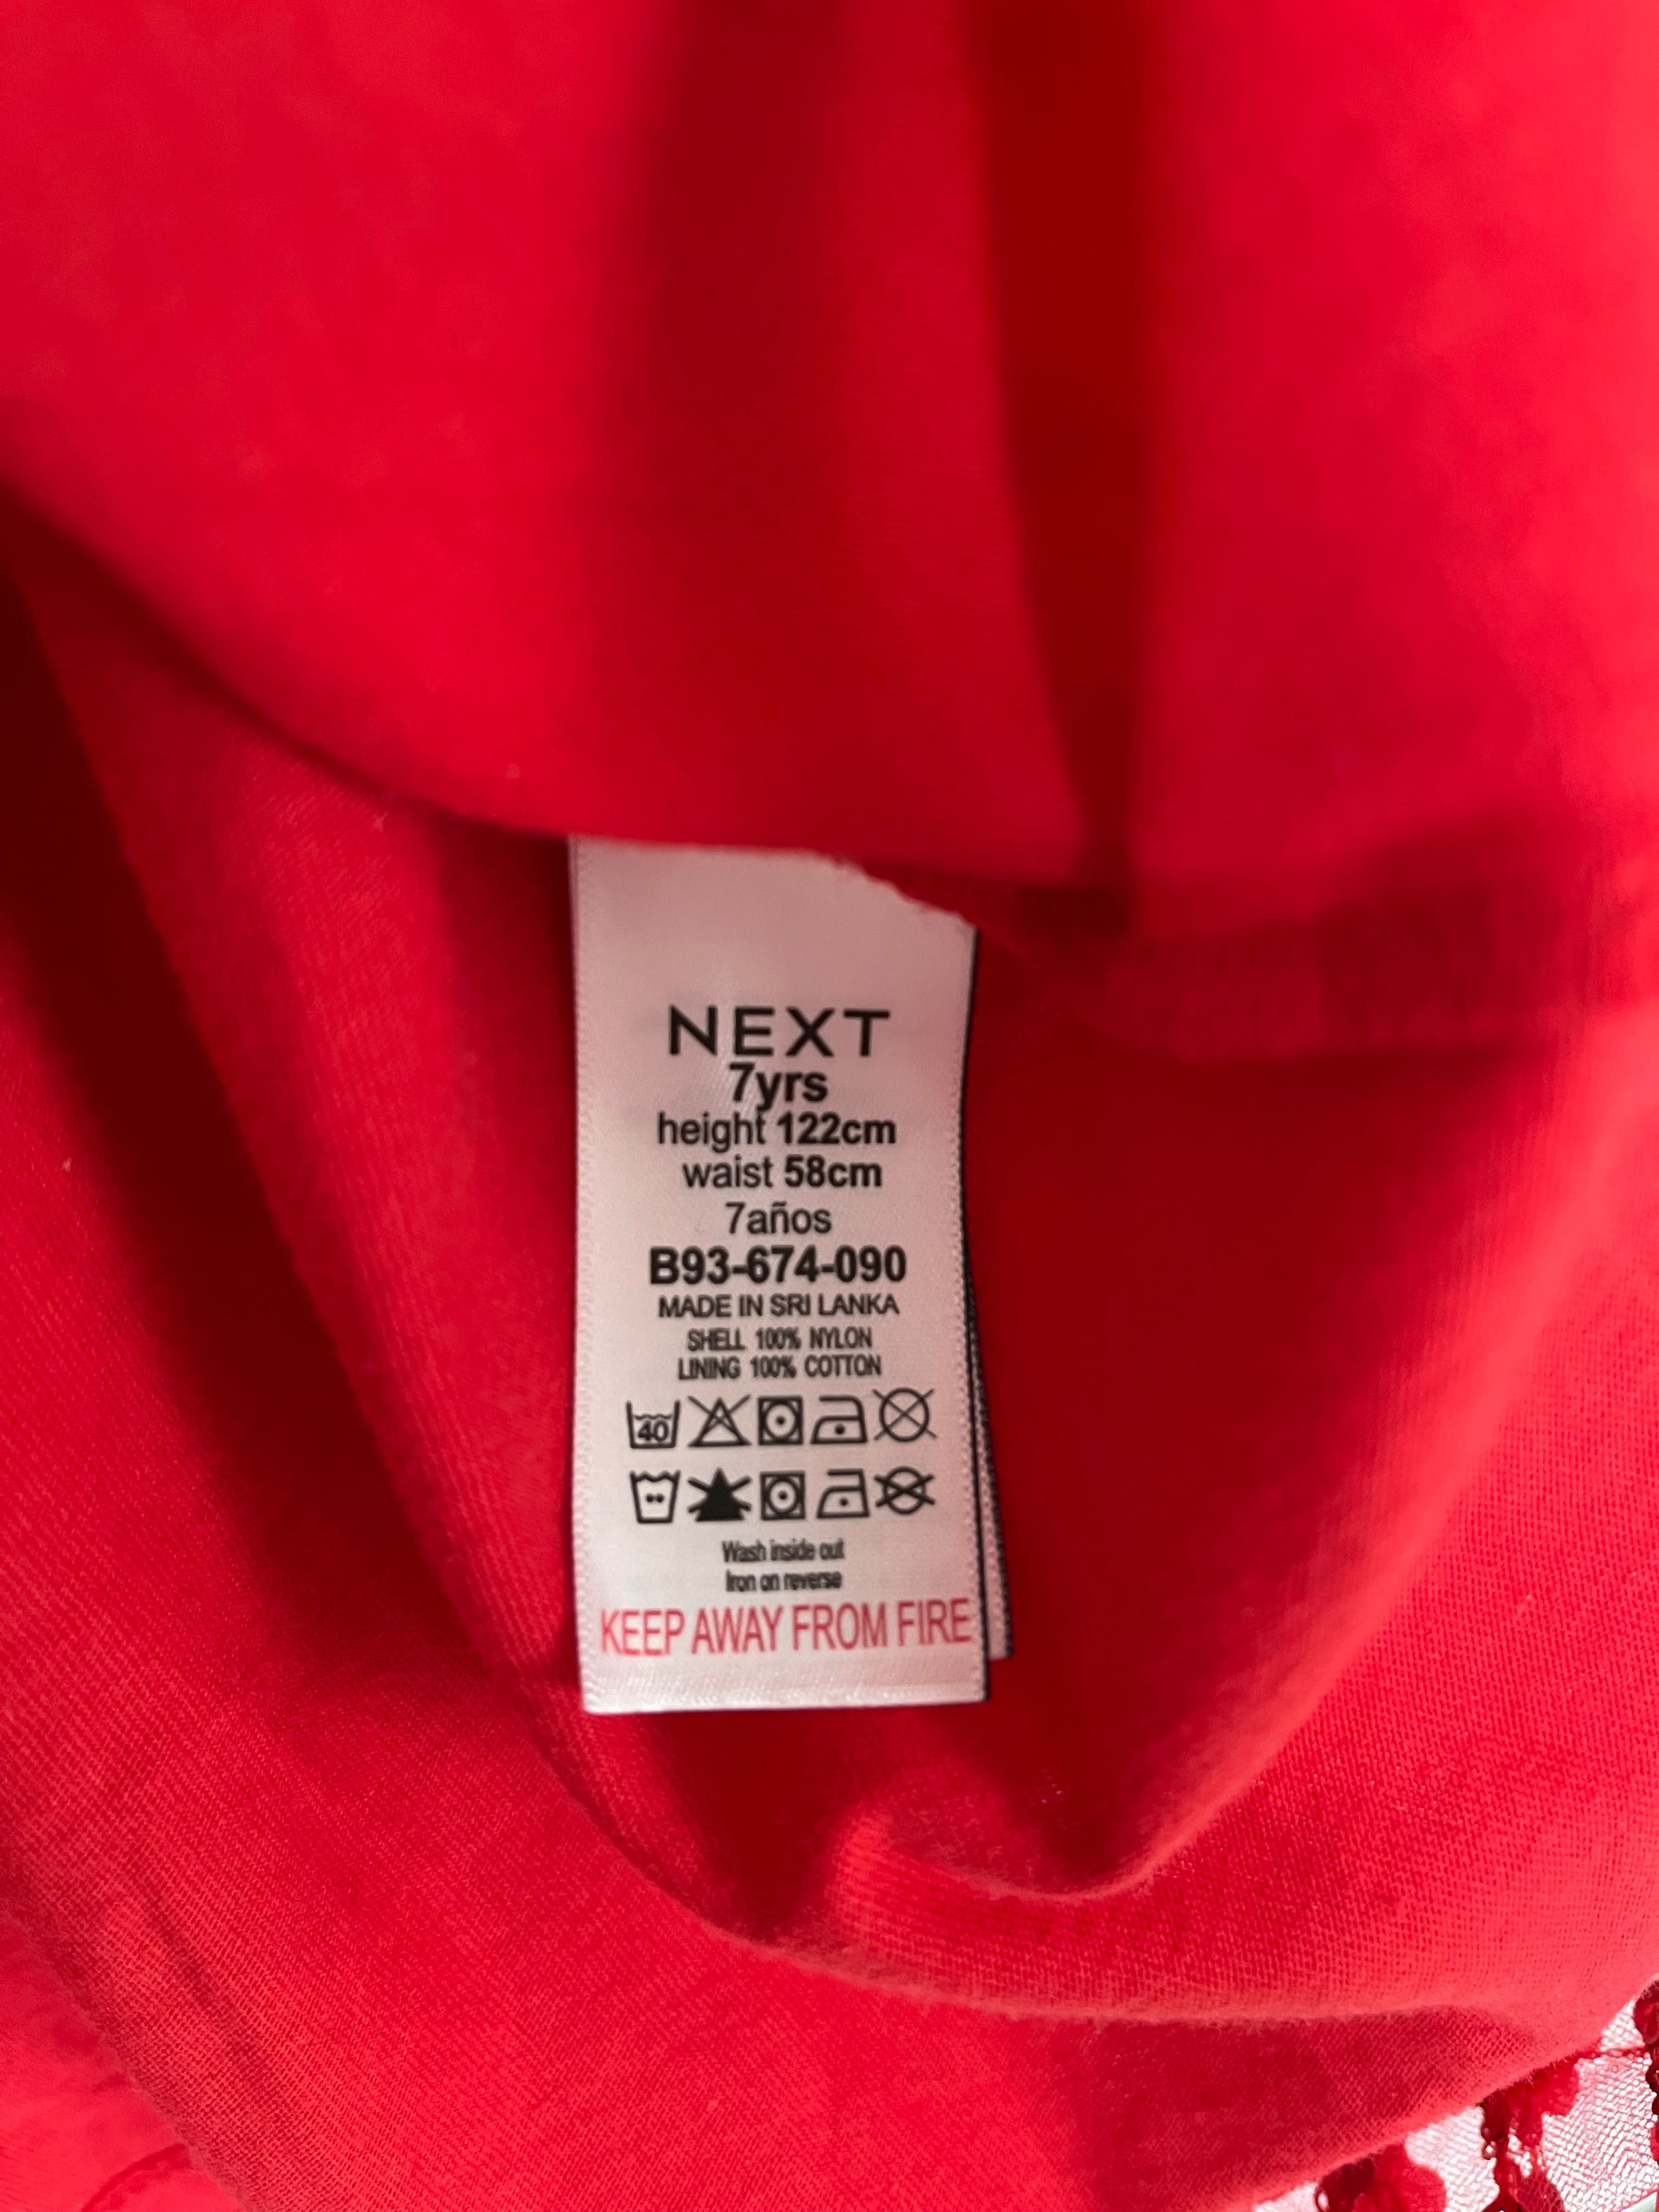 NEXT
7yrs
height 122cm
waist 58cm
7años
B93-674-090
MADE IN SRI LANKA
SHELL 100% NYLON
LINING 100% COTTON
40
Wash inside out
Iron on reverse
KEEP AWAY FROM FIRE